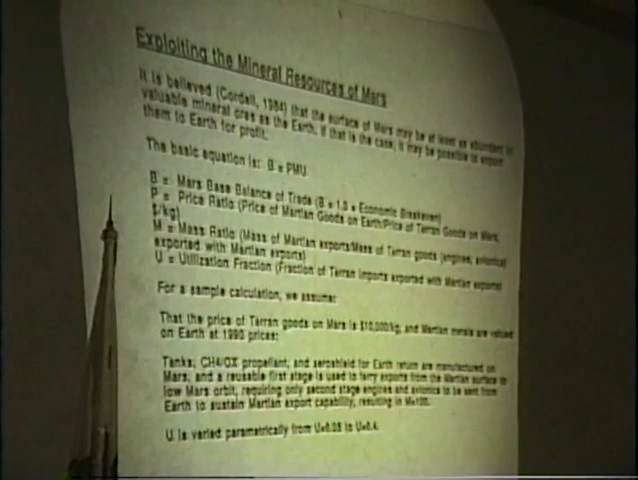 Exploiting the Mineral Resources of Mars
It is believed (Cordell, 1984) that the surface of Mars may be at least as abundant in
valuable mineral ores as the Earth. If that is the case, it may be possible to export
them to Earth for profit.
The basic equation is: B = PMU
B = Mars Base Balance of Trade (B = 1.0 = Economic Breakeven)
P = Price Ratio (Price of Martian Goods on Earth/Price of Terran Goods on Mars,
$/kg)
M = Mass Ratio (Mass of Martian exports/Mass of Terran goods (engines, avionics)
exported with Martian exports)
U = Utilization Fraction (Fraction of Terran imports exported with Martian exports)
For a sample calculation, we assume:
That the price of Terran goods on Mars is $10,000/kg, and Martian metals are valued
on Earth at 1990 prices;
Tanks, CH4/OX propellant, and aeroshield for Earth return are manufactured on
Mars, and a reusable first stage is used to ferry exports from the Martian surface to
low Mars orbit, requiring only second stage engines and avionics to be sent from
Earth to sustain Martian export capability, resulting in M=100.
U is varied parametrically from U=0.05 to U=0.4.